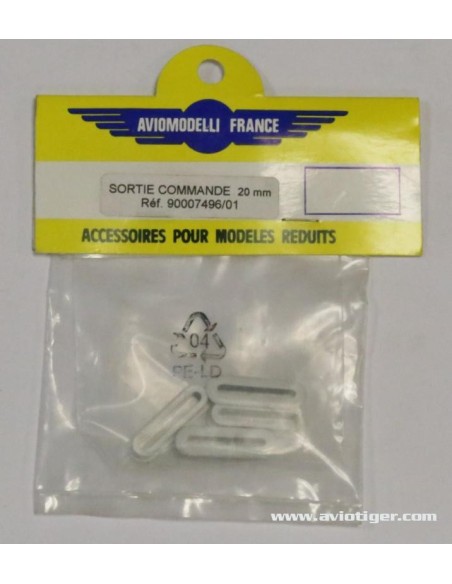 AVIOMODELLI FRANCE
SORTIE COMMANDE 20 mm
Réf. 90007496/01
ACCESSOIRES POUR MODELES REDUITS
04
PE-LD
www.aviotiger.com